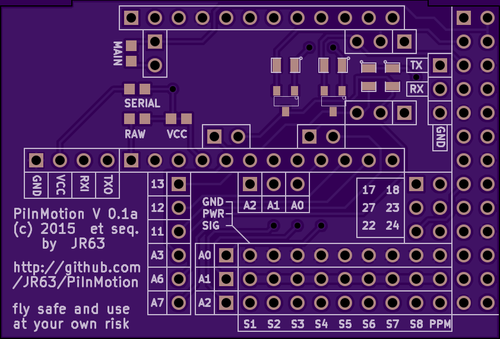 MAIN
TX
RX
GND
SERIAL
RAW VCC
GND VCC RXI TXO
13
12
11
A3
A6
A7
A2 A1 A0
GND
PWR
SIG
17 18
27 23
22 24
A0
A1
A2
S1 S2 S3 S4 S5 S6 S7 S8 PPM
PiInMotion V 0.1a
(c) 2015 et seq.
by JR63
http://github.com
/JR63/PiInMotion
fly safe and use
at your own risk